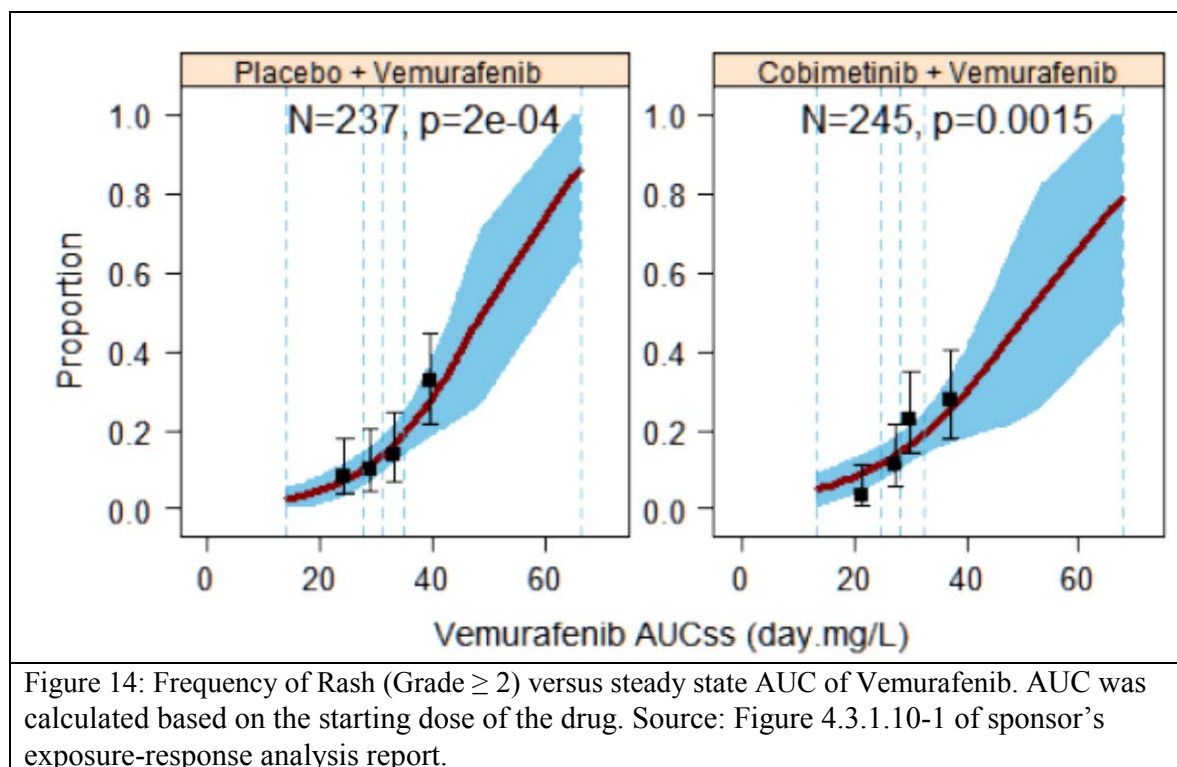 Placebo + Vemurafenib
Cobimetinib + Vemurafenib
N=237, p=2e-04
N=245, p=0.0015
1.0
0.8
0.6
0.4
0.2
0.0
1.0
0.8
0.6
0.4
0.2
0.0
Proportion
0 20 40 60
0 20 40 60
Vemurafenib AUCss (day.mg/L)
Figure 14: Frequency of Rash (Grade ≥ 2) versus steady state AUC of Vemurafenib. AUC was
calculated based on the starting dose of the drug. Source: Figure 4.3.1.10-1 of sponsor’s
exposure-response analysis report.